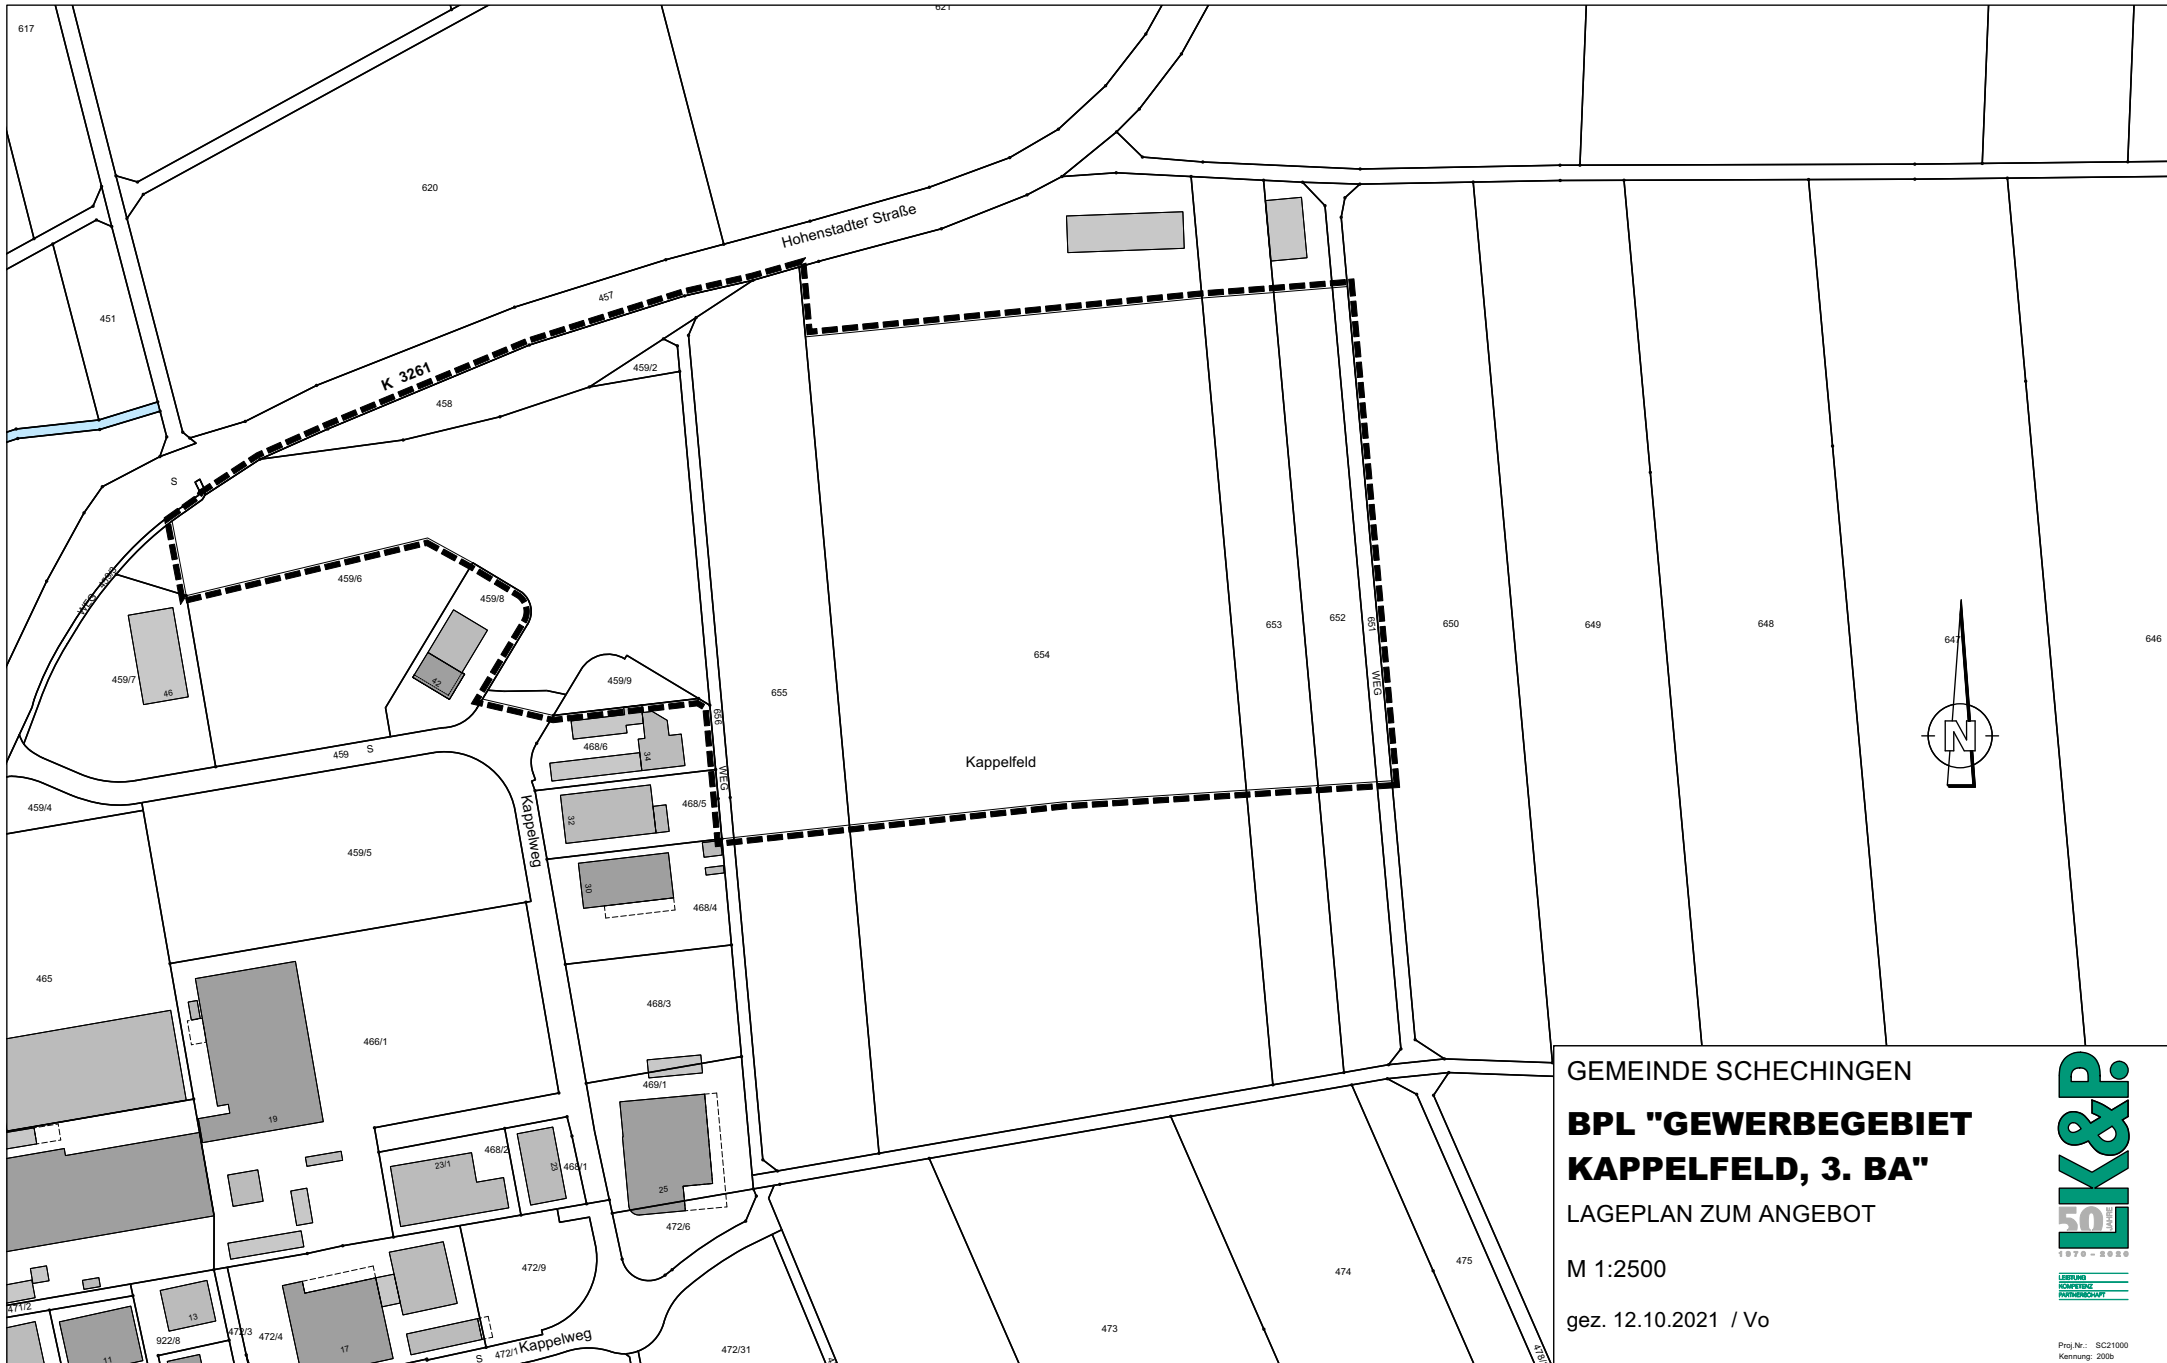 617
621
620
Hohenstadter Straße
457
451
K 3261
459/2
458
S
459/6
459/8
WEG
459/7
46
42
459/9
656
655
654
653
652
651
WEG
650
649
648
647
646
N
459
S
468/6
34
WEG
Kappelfeld
459/4
Kappelweg
32
468/5
459/5
30
468/4
465
468/3
466/1
469/1
19
23/1
468/2
23
468/1
25
472/6
472/9
471/2
13
922/8
472/3
472/4
17
11
S
472/1
Kappelweg
472/31
473
474
475
GEMEINDE SCHECHINGEN
BPL "GEWERBEGEBIET
KAPPELFELD, 3. BA"
LAGEPLAN ZUM ANGEBOT
M 1:2500
gez. 12.10.2021 / Vo
LK&P.
50 JAHRE
1970 - 2020
LEISTUNG
KOMPETENZ
PARTNERSCHAFT
Proj.Nr.: SC21000
Kennung: 200b